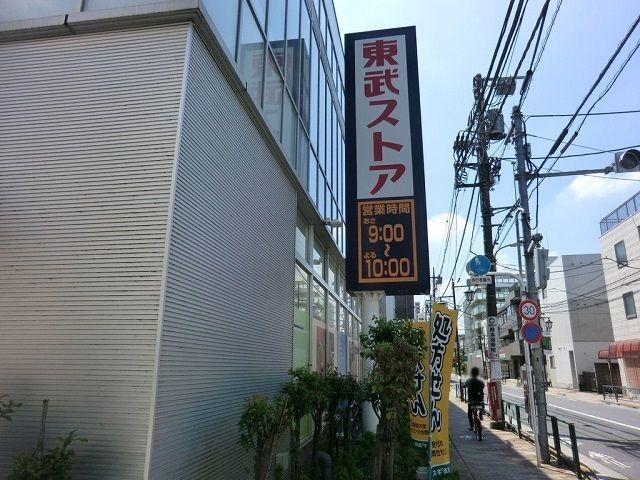 東武ストア
営業時間
あさ
9:00
〜
よる
10:00
30
処方せん